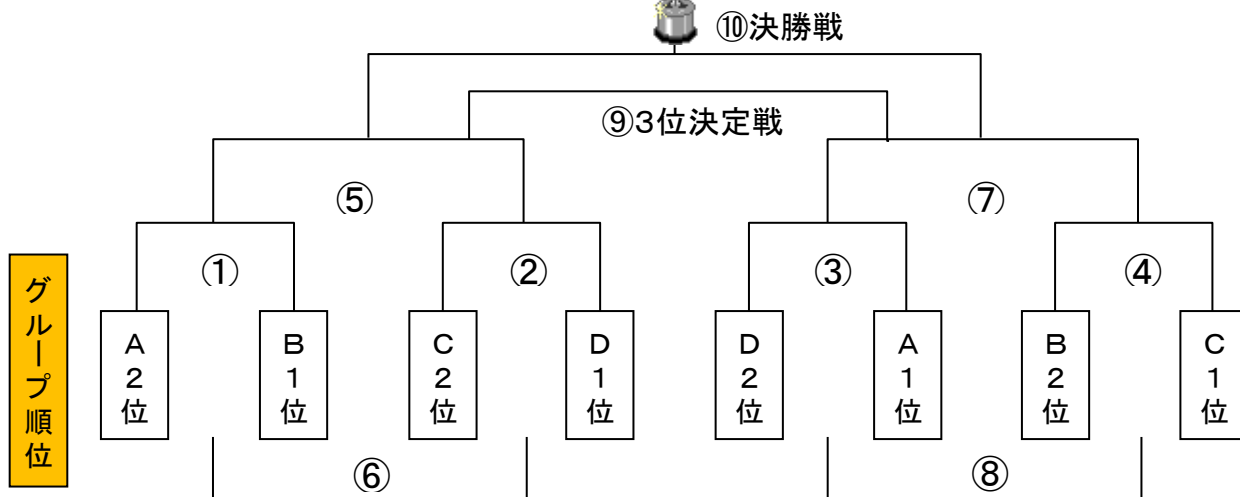 ⑩決勝戦
⑨3位決定戦
⑤
⑦
①
②
③
④
グループ順位
A2位
B1位
C2位
D1位
D2位
A1位
B2位
C1位
⑥
⑧